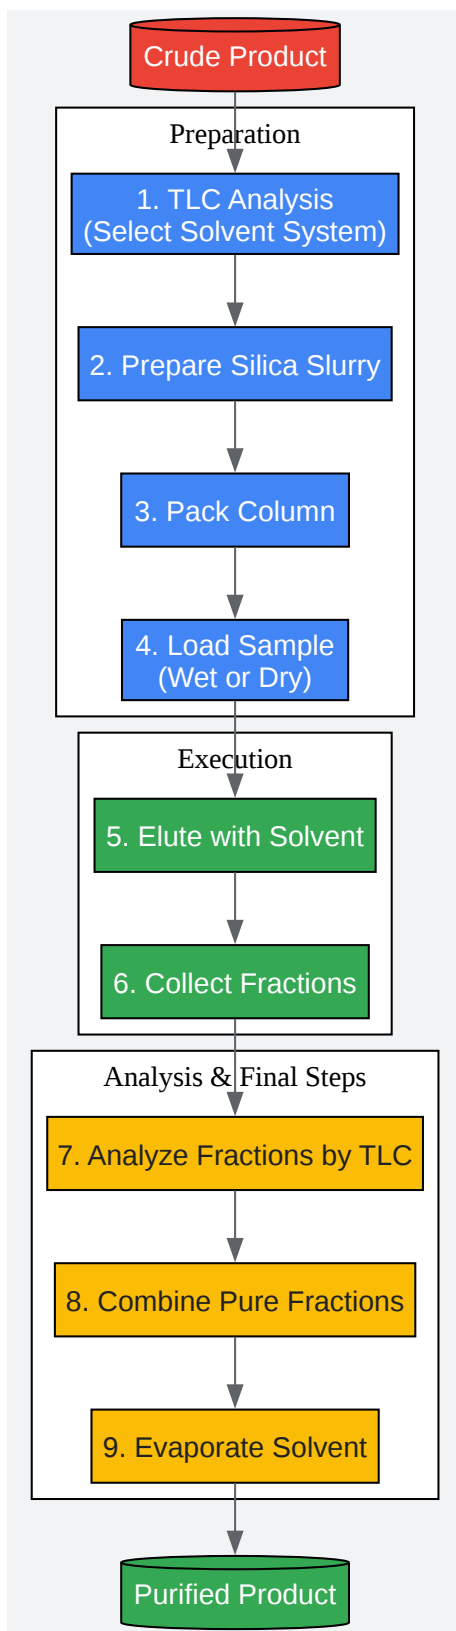 Crude Product
Preparation
1. TLC Analysis
(Select Solvent System)
2. Prepare Silica Slurry
3. Pack Column
4. Load Sample
(Wet or Dry)
Execution
5. Elute with Solvent
6. Collect Fractions
Analysis & Final Steps
7. Analyze Fractions by TLC
8. Combine Pure Fractions
9. Evaporate Solvent
Purified Product